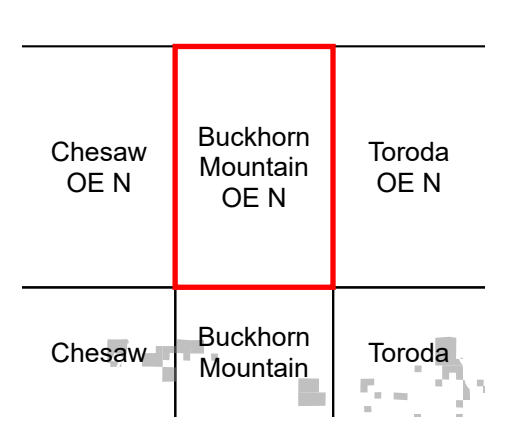 Chesaw
OE N
Buckhorn
Mountain
OE N
Toroda
OE N
Chesaw
Buckhorn
Mountain
Toroda